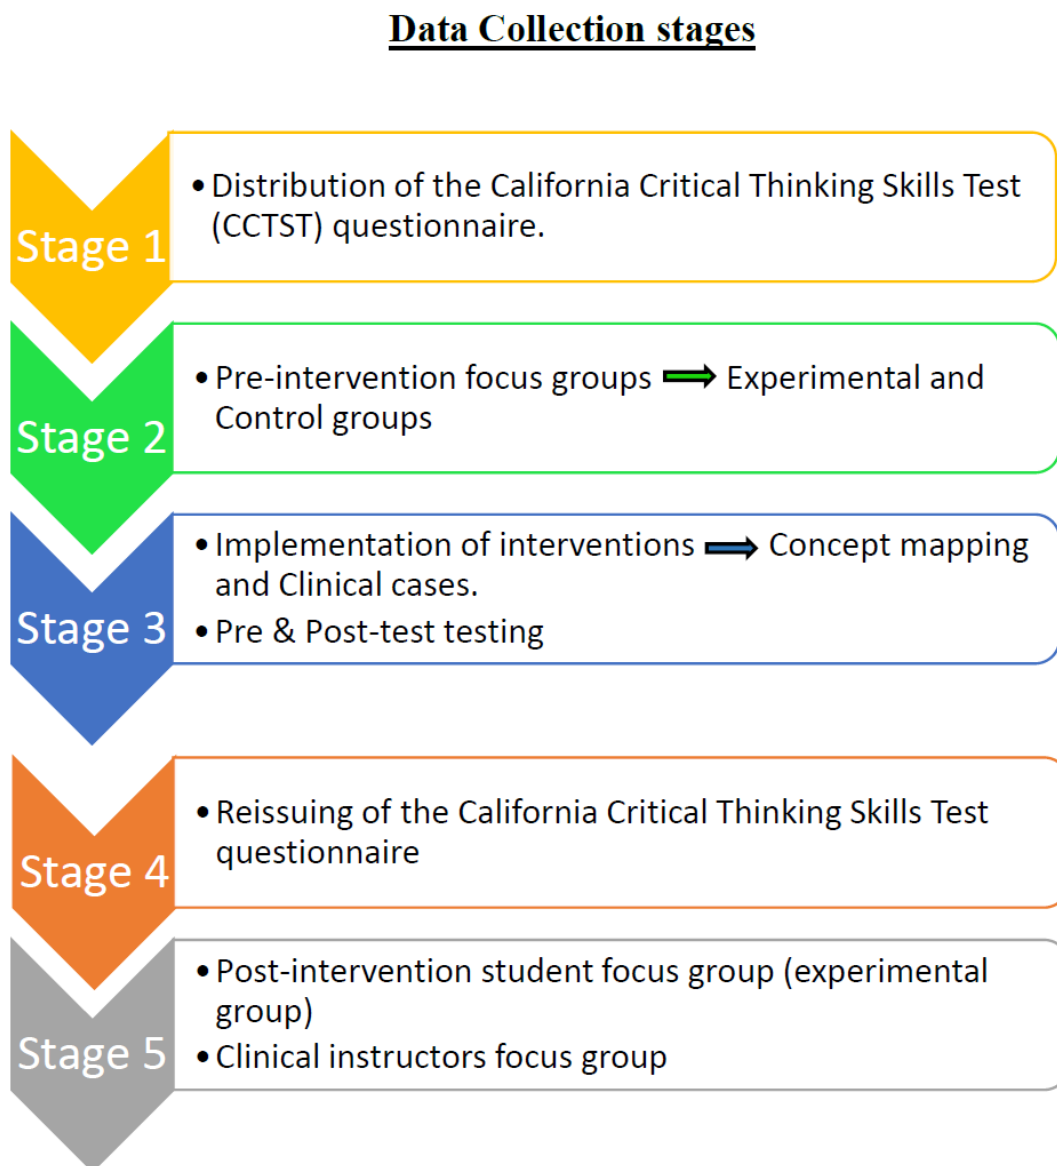 Data Collection stages
Stage 1
• Distribution of the California Critical Thinking Skills Test
(CCTST) questionnaire.
Stage 2
• Pre-intervention focus groups Experimental and
Control groups
Stage 3
• Implementation of interventions Concept mapping
and Clinical cases.
• Pre & Post-test testing
Stage 4
• Reissuing of the California Critical Thinking Skills Test
questionnaire
Stage 5
• Post-intervention student focus group (experimental
group)
• Clinical instructors focus group